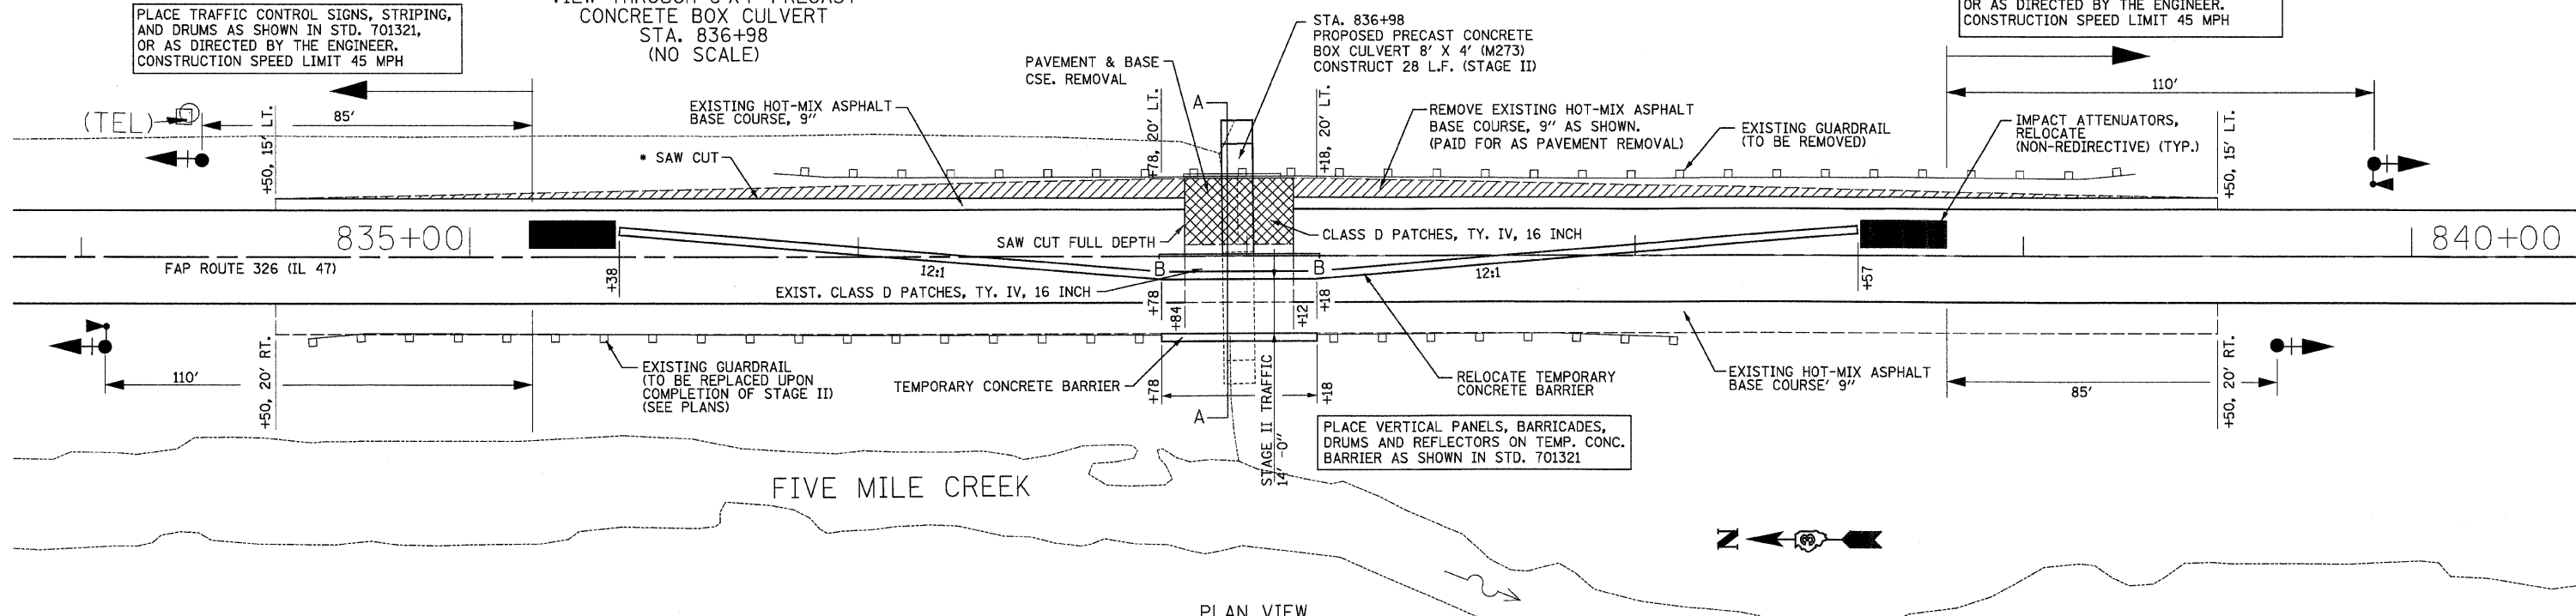 PLACE TRAFFIC CONTROL SIGNS, STRIPING,
AND DRUMS AS SHOWN IN STD. 701321,
OR AS DIRECTED BY THE ENGINEER.
CONSTRUCTION SPEED LIMIT 45 MPH
CONCRETE BOX CULVERT
STA. 836+98
(NO SCALE)
STA. 836+98
PROPOSED PRECAST CONCRETE
BOX CULVERT 8' X 4' (M273)
CONSTRUCT 28 L.F. (STAGE II)
OR AS DIRECTED BY THE ENGINEER.
CONSTRUCTION SPEED LIMIT 45 MPH
PAVEMENT & BASE
CSE. REMOVAL
110'
(TEL)
85'
+50, 15' LT.
EXISTING HOT-MIX ASPHALT
BASE COURSE, 9"
A
+78, 20' LT.
+18, 20' LT.
REMOVE EXISTING HOT-MIX ASPHALT
BASE COURSE, 9" AS SHOWN.
(PAID FOR AS PAVEMENT REMOVAL)
EXISTING GUARDRAIL
(TO BE REMOVED)
IMPACT ATTENUATORS,
RELOCATE
(NON-REDIRECTIVE) (TYP.)
+50, 15' LT.
* SAW CUT
835+00
SAW CUT FULL DEPTH
CLASS D PATCHES, TY. IV, 16 INCH
840+00
FAP ROUTE 326 (IL 47)
+38
12:1
B
B
12:1
+57
EXIST. CLASS D PATCHES, TY. IV, 16 INCH
+78
+84
+12
+18
110'
+50, 20' RT.
EXISTING GUARDRAIL
(TO BE REPLACED UPON
COMPLETION OF STAGE II)
(SEE PLANS)
TEMPORARY CONCRETE BARRIER
+78
A
STAGE II TRAFFIC
14' -0"
+18
RELOCATE TEMPORARY
CONCRETE BARRIER
EXISTING HOT-MIX ASPHALT
BASE COURSE' 9"
85'
+50, 20' RT.
PLACE VERTICAL PANELS, BARRICADES,
DRUMS AND REFLECTORS ON TEMP. CONC.
BARRIER AS SHOWN IN STD. 701321
FIVE MILE CREEK
N
3
PLAN VIEW